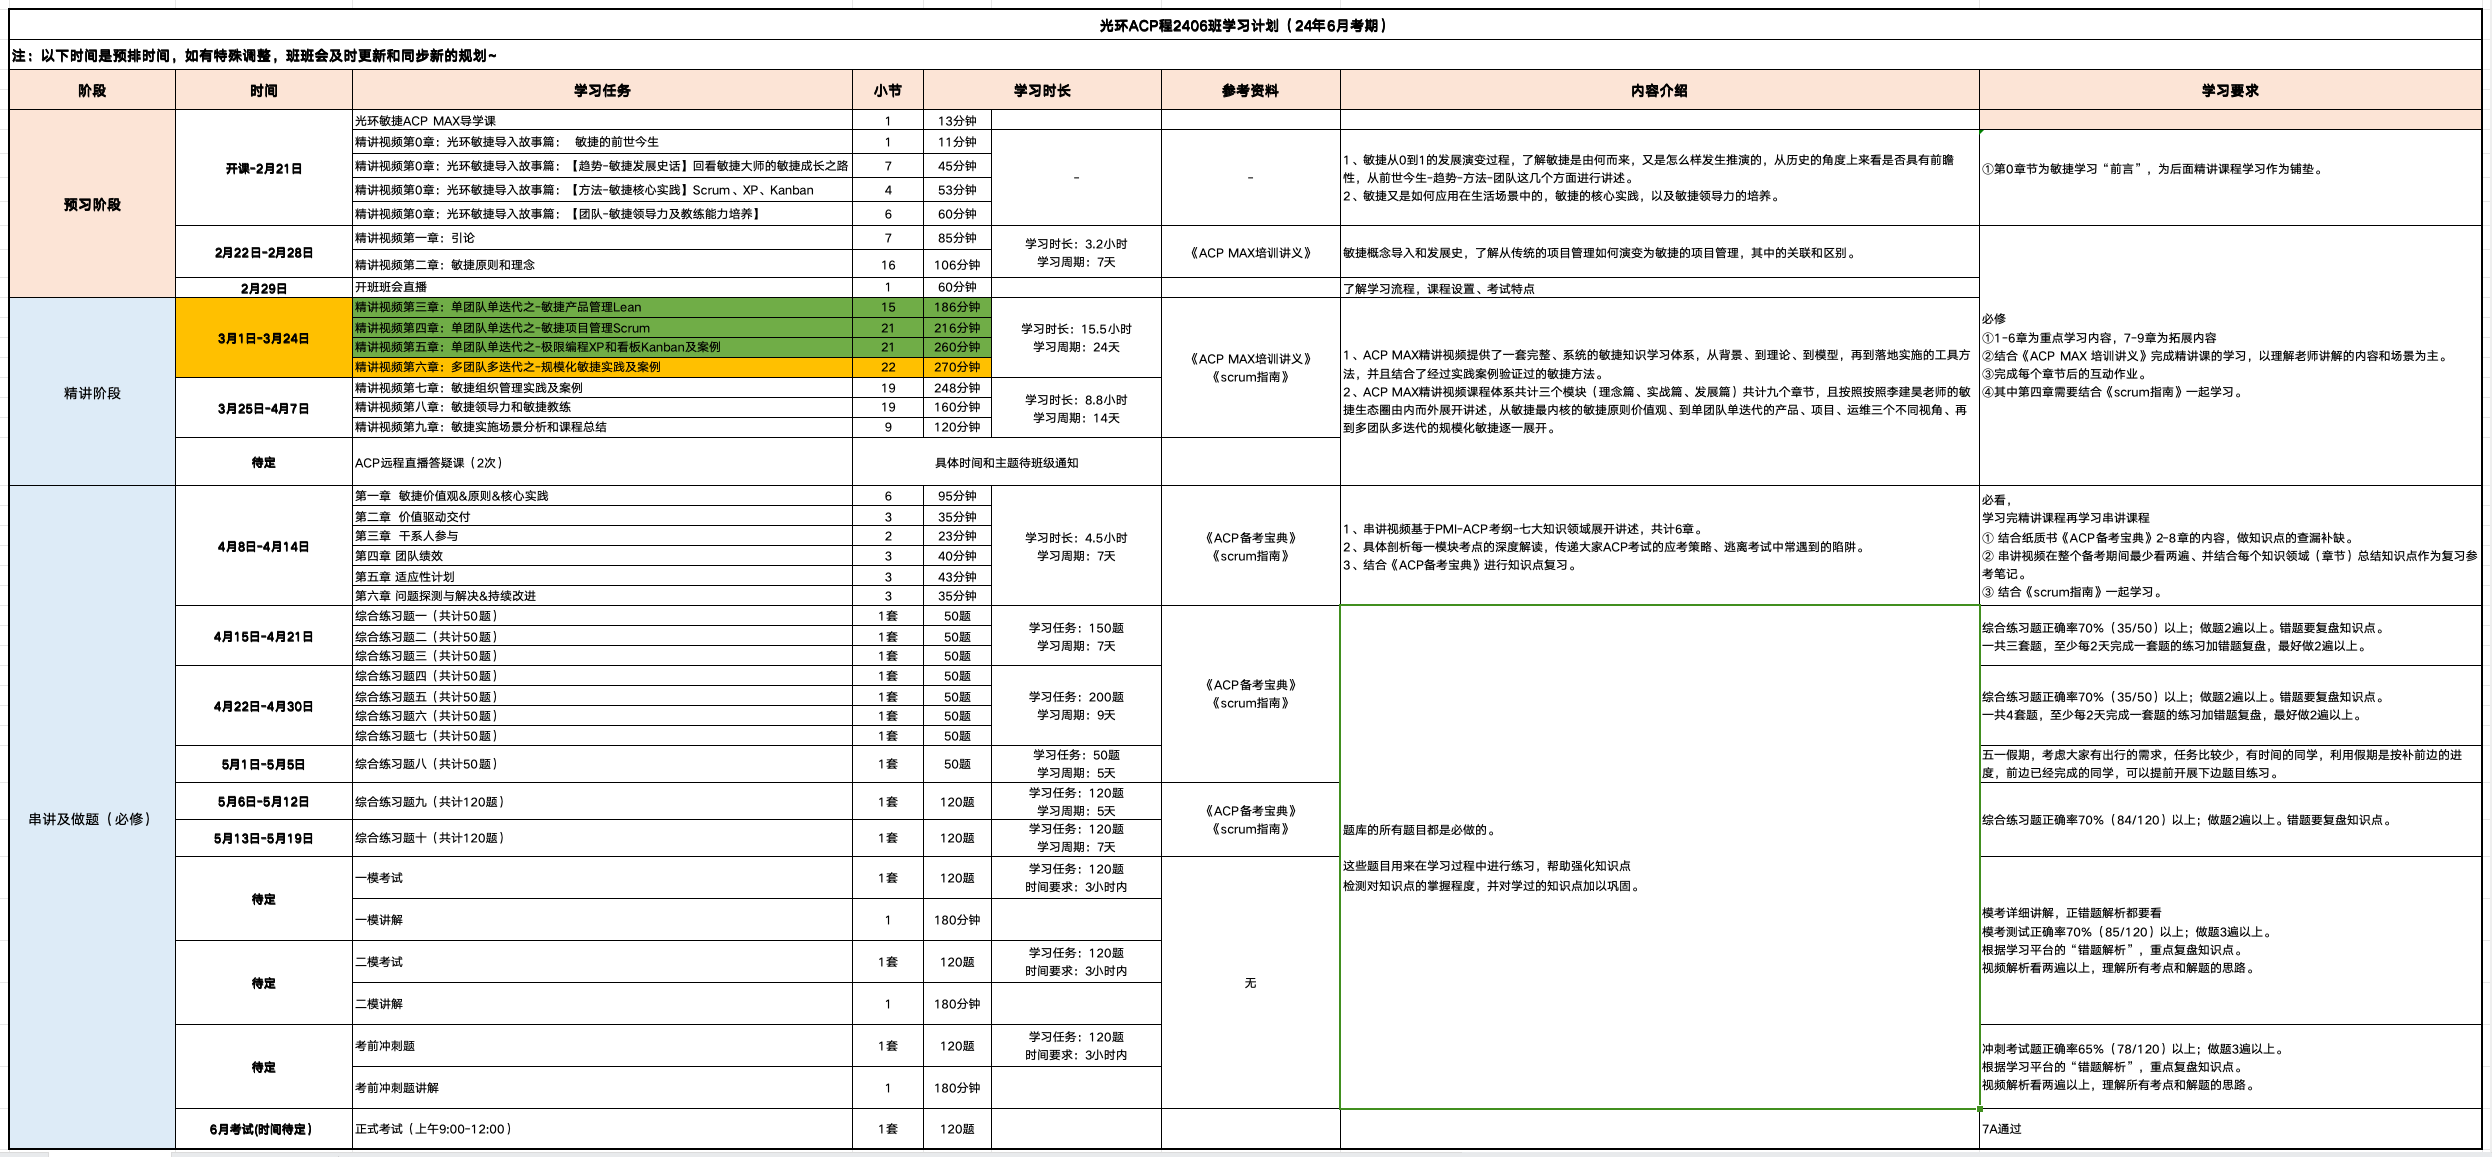 光环ACP程2406班学习计划（24年6月考期）
注：以下时间是预排时间，如有特殊调整，班班会及时更新和同步新的规划~
阶段 时间 学习任务 小节 学习时长 参考资料 内容介绍 学习要求
预习阶段
开课-2月21日
光环敏捷ACP MAX导学课 1 13分钟
精讲视频第0章：光环敏捷导入故事篇： 敏捷的前世今生 1 11分钟
精讲视频第0章：光环敏捷导入故事篇：【趋势-敏捷发展史话】回看敏捷大师的敏捷成长之路 7 45分钟
精讲视频第0章：光环敏捷导入故事篇：【方法-敏捷核心实践】Scrum、XP、Kanban 4 53分钟
精讲视频第0章：光环敏捷导入故事篇：【团队-敏捷领导力及教练能力培养】 6 60分钟
- -
1、敏捷从0到1的发展演变过程，了解敏捷是由何而来，又是怎么样发生推演的，从历史的角度上来看是否具有前瞻
性，从前世今生-趋势-方法-团队这几个方面进行讲述。
2、敏捷又是如何应用在生活场景中的，敏捷的核心实践，以及敏捷领导力的培养。
①第0章节为敏捷学习“前言”，为后面精讲课程学习作为铺垫。
2月22日-2月28日
精讲视频第一章：引论 7 85分钟
精讲视频第二章：敏捷原则和理念 16 106分钟
学习时长：3.2小时
学习周期：7天
《ACP MAX培训讲义》
敏捷概念导入和发展史，了解从传统的项目管理如何演变为敏捷的项目管理，其中的关联和区别。
2月29日 开班班会直播 1 60分钟 了解学习流程，课程设置、考试特点
精讲阶段
3月1日-3月24日
精讲视频第三章：单团队单迭代之-敏捷产品管理Lean 15 186分钟
精讲视频第四章：单团队单迭代之-敏捷项目管理Scrum 21 216分钟
精讲视频第五章：单团队单迭代之-极限编程XP和看板Kanban及案例 21 260分钟
精讲视频第六章：多团队多迭代之-规模化敏捷实践及案例 22 270分钟
学习时长：15.5小时
学习周期：24天
3月25日-4月7日
精讲视频第七章：敏捷组织管理实践及案例 19 248分钟
精讲视频第八章：敏捷领导力和敏捷教练 19 160分钟
精讲视频第九章：敏捷实施场景分析和课程总结 9 120分钟
学习时长：8.8小时
学习周期：14天
《ACP MAX培训讲义》
《scrum指南》
1、ACP MAX精讲视频提供了一套完整、系统的敏捷知识学习体系，从背景、到理论、到模型，再到落地实施的工具方
法，并且结合了经过实践案例验证过的敏捷方法。
2、ACP MAX精讲视频课程体系共计三个模块（理念篇、实战篇、发展篇）共计九个章节，且按照按照李建昊老师的敏
捷生态圈由内而外展开讲述，从敏捷最内核的敏捷原则价值观、到单团队单迭代的产品、项目、运维三个不同视角、再
到多团队多迭代的规模化敏捷逐一展开。
必修
①1-6章为重点学习内容，7-9章为拓展内容
②结合《ACP MAX 培训讲义》完成精讲课的学习，以理解老师讲解的内容和场景为主。
③完成每个章节后的互动作业。
④其中第四章需要结合《scrum指南》一起学习。
待定 ACP远程直播答疑课（2次） 具体时间和主题待班级通知
串讲及做题（必修）
4月8日-4月14日
第一章 敏捷价值观&原则&核心实践 6 95分钟
第二章 价值驱动交付 3 35分钟
第三章 干系人参与 2 23分钟
第四章 团队绩效 3 40分钟
第五章 适应性计划 3 43分钟
第六章 问题探测与解决&持续改进 3 35分钟
学习时长：4.5小时
学习周期：7天
《ACP备考宝典》
《scrum指南》
1、串讲视频基于PMI-ACP考纲-七大知识领域展开讲述，共计6章。
2、具体剖析每一模块考点的深度解读，传递大家ACP考试的应考策略、逃离考试中常遇到的陷阱。
3、结合《ACP备考宝典》进行知识点复习。
必看，
学习完精讲课程再学习串讲课程
① 结合纸质书《ACP备考宝典》2-8章的内容，做知识点的查漏补缺。
② 串讲视频在整个备考期间最少看两遍、并结合每个知识领域（章节）总结知识点作为复习参
考笔记。
③ 结合《scrum指南》一起学习。
4月15日-4月21日
综合练习题一（共计50题） 1套 50题
综合练习题二（共计50题） 1套 50题
综合练习题三（共计50题） 1套 50题
学习任务：150题
学习周期：7天
综合练习题正确率70%（35/50）以上；做题2遍以上。错题要复盘知识点。
一共三套题，至少每2天完成一套题的练习加错题复盘，最好做2遍以上。
4月22日-4月30日
综合练习题四（共计50题） 1套 50题
综合练习题五（共计50题） 1套 50题
综合练习题六（共计50题） 1套 50题
综合练习题七（共计50题） 1套 50题
学习任务：200题
学习周期：9天
《ACP备考宝典》
《scrum指南》
综合练习题正确率70%（35/50）以上；做题2遍以上。错题要复盘知识点。
一共4套题，至少每2天完成一套题的练习加错题复盘，最好做2遍以上。
5月1日-5月5日 综合练习题八（共计50题） 1套 50题
学习任务：50题
学习周期：5天
五一假期，考虑大家有出行的需求，任务比较少，有时间的同学，利用假期是按补前边的进
度，前边已经完成的同学，可以提前开展下边题目练习。
5月6日-5月12日 综合练习题九（共计120题） 1套 120题
学习任务：120题
学习周期：5天
5月13日-5月19日 综合练习题十（共计120题） 1套 120题
学习任务：120题
学习周期：7天
《ACP备考宝典》
《scrum指南》
题库的所有题目都是必做的。
这些题目用来在学习过程中进行练习，帮助强化知识点
检测对知识点的掌握程度，并对学过的知识点加以巩固。
综合练习题正确率70%（84/120）以上；做题2遍以上。错题要复盘知识点。
待定
一模考试 1套 120题
学习任务：120题
时间要求：3小时内
一模讲解 1 180分钟
待定
二模考试 1套 120题
学习任务：120题
时间要求：3小时内
二模讲解 1 180分钟
无
模考详细讲解，正错题解析都要看
模考测试正确率70%（85/120）以上；做题3遍以上。
根据学习平台的“错题解析”，重点复盘知识点。
视频解析看两遍以上，理解所有考点和解题的思路。
待定
考前冲刺题 1套 120题
学习任务：120题
时间要求：3小时内
考前冲刺题讲解 1 180分钟
冲刺考试题正确率65%（78/120）以上；做题3遍以上。
根据学习平台的“错题解析”，重点复盘知识点。
视频解析看两遍以上，理解所有考点和解题的思路。
6月考试(时间待定) 正式考试（上午9:00-12:00） 1套 120题 7A通过